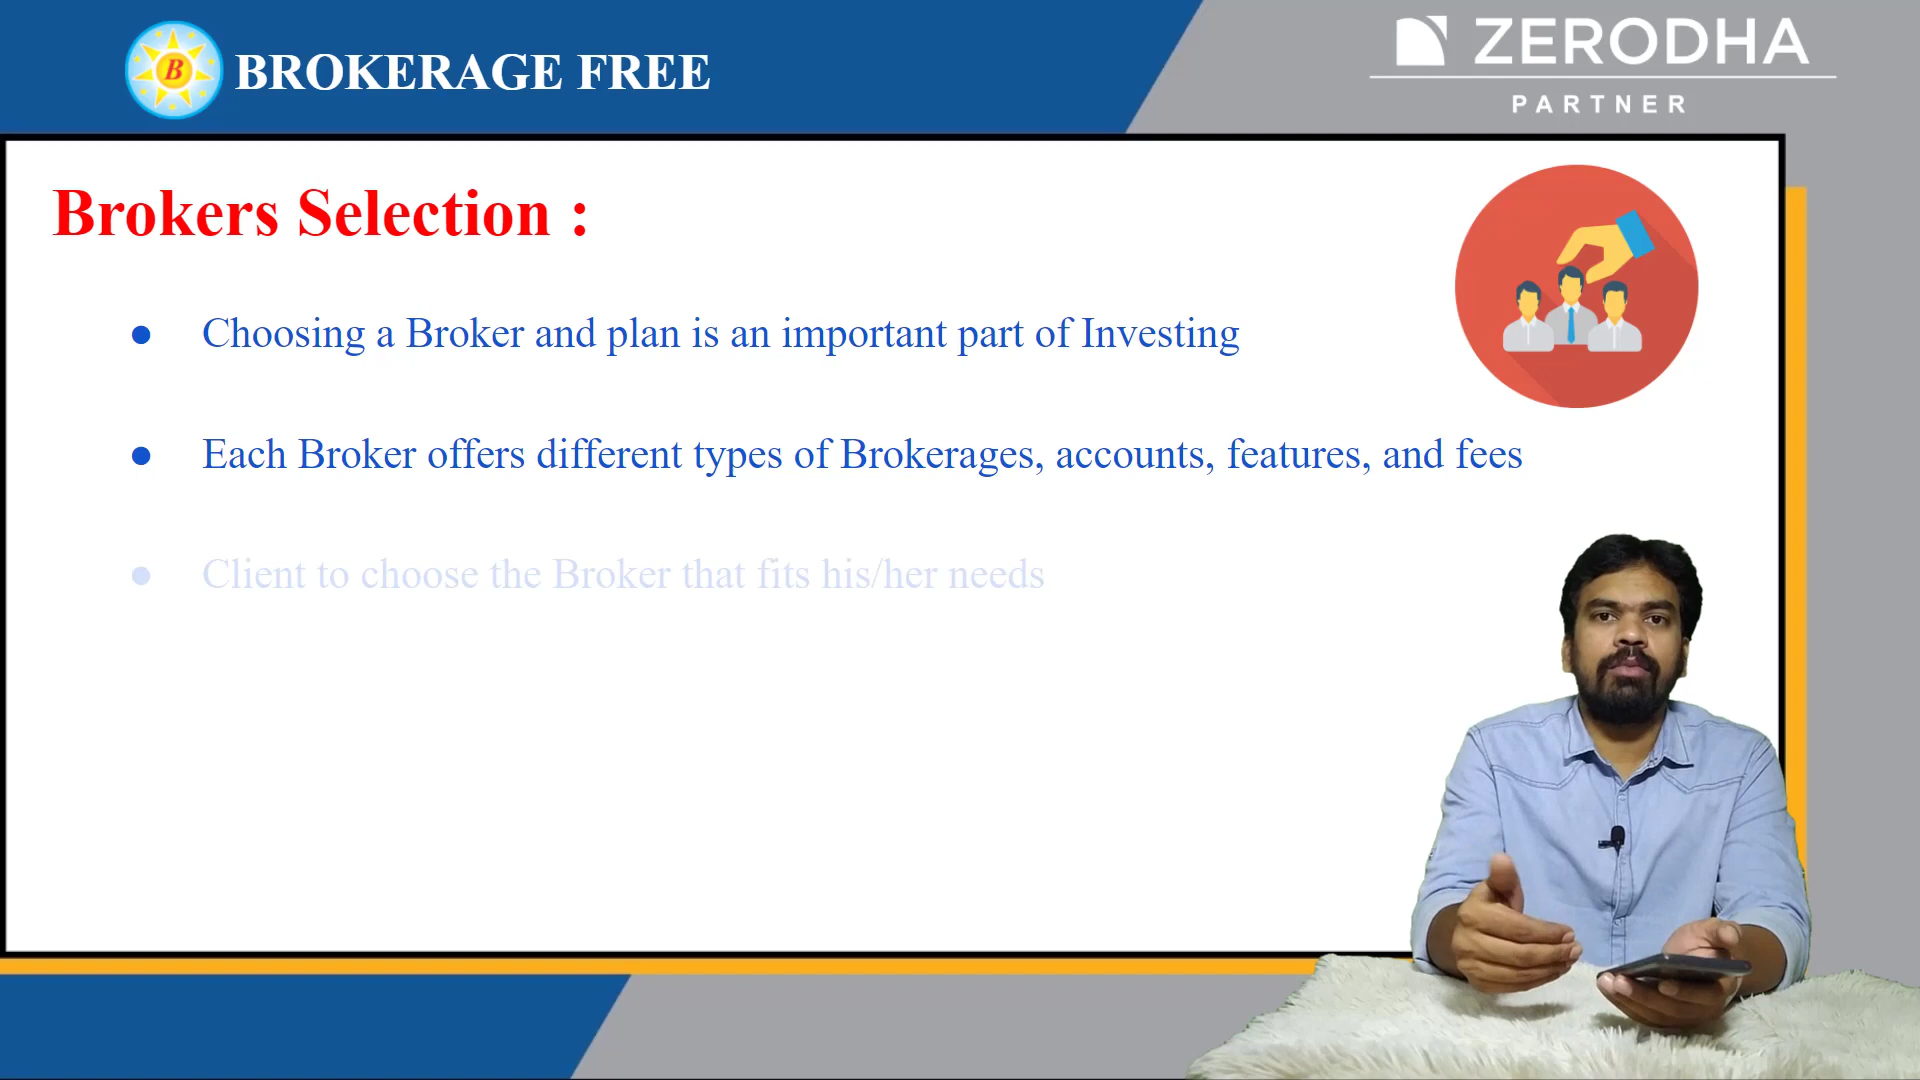 B BROKERAGE FREE
ZERODHA
PARTNER
Brokers Selection :
● Choosing a Broker and plan is an important part of Investing
● Each Broker offers different types of Brokerages, accounts, features, and fees
● Client to choose the Broker that fits his/her needs